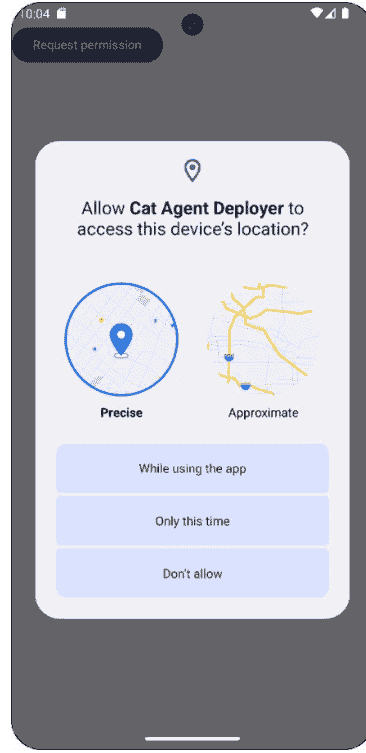 10:04
Request permission
Allow Cat Agent Deployer to
access this device's location?
Precise
Approximate
While using the app
Only this time
Don't allow